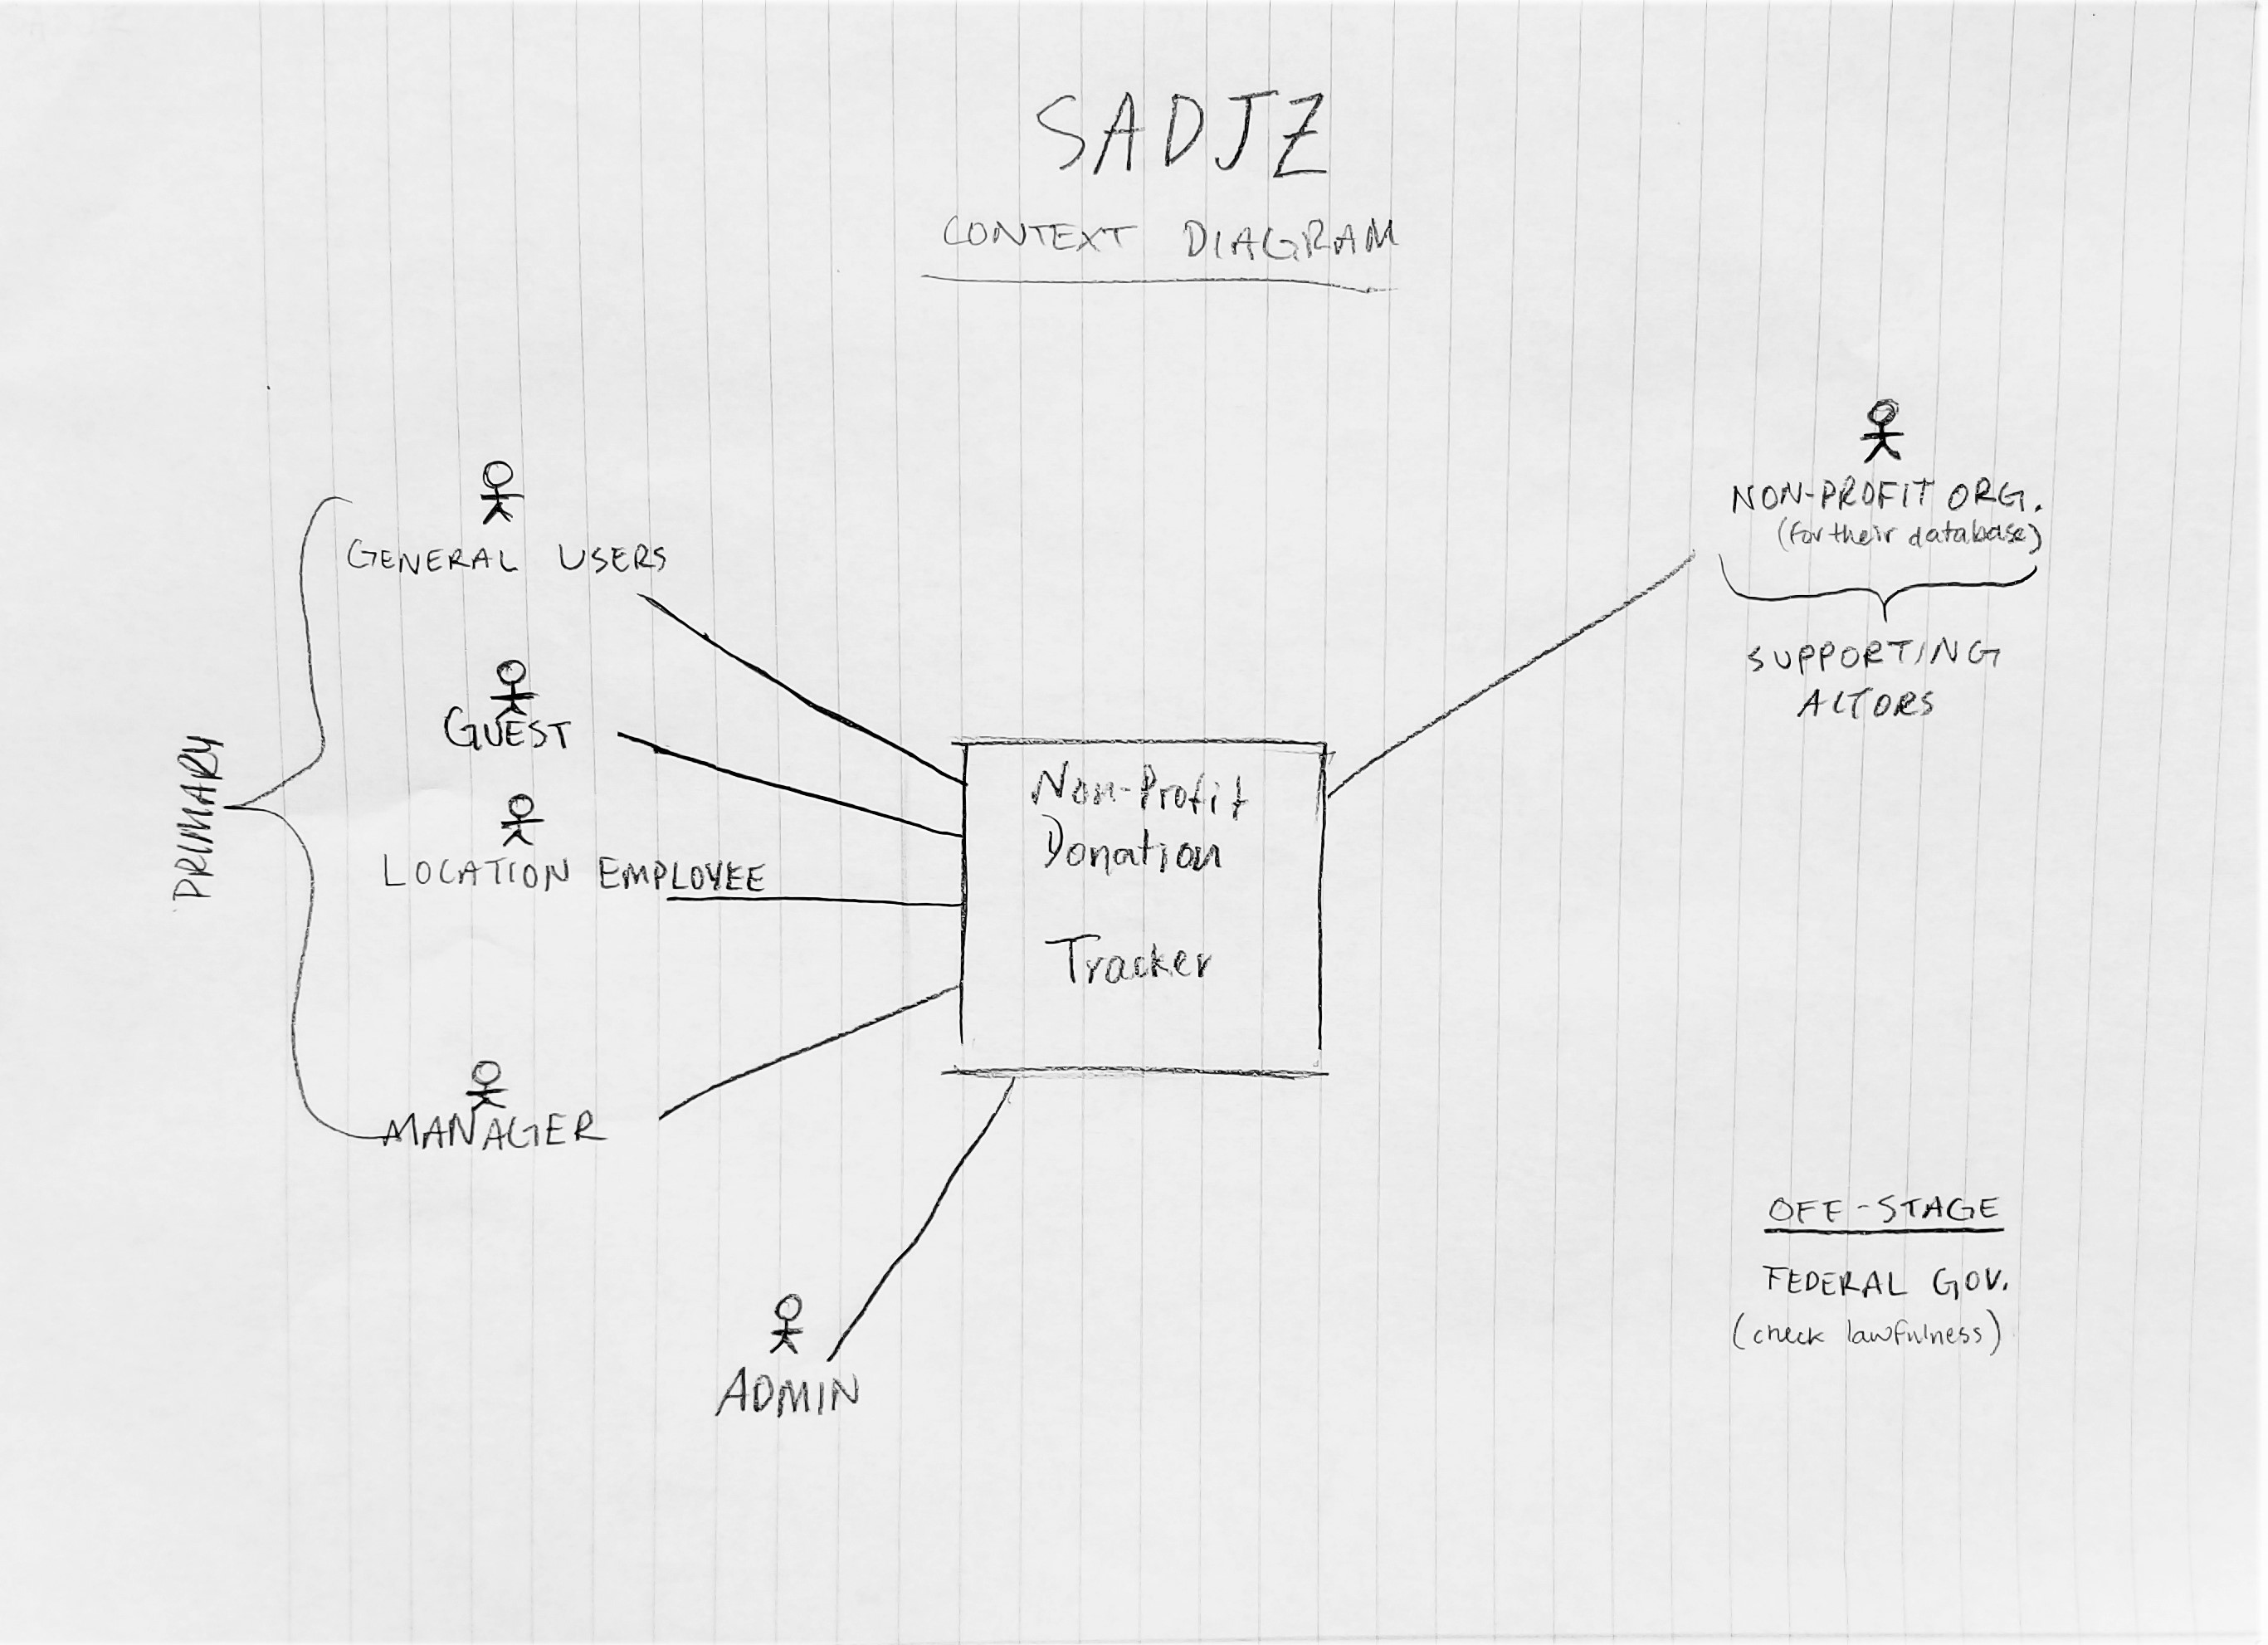 SADJZ
CONTEXT DIAGRAM
NON-PROFIT ORG.
(for their database)
SUPPORTING
ACTORS
GENERAL USERS
GUEST
LOCATION EMPLOYEE
MANAGER
PRIMARY
Non-Profit
Donation
Tracker
ADMIN
OFF-STAGE
FEDERAL GOV.
(check lawfulness)